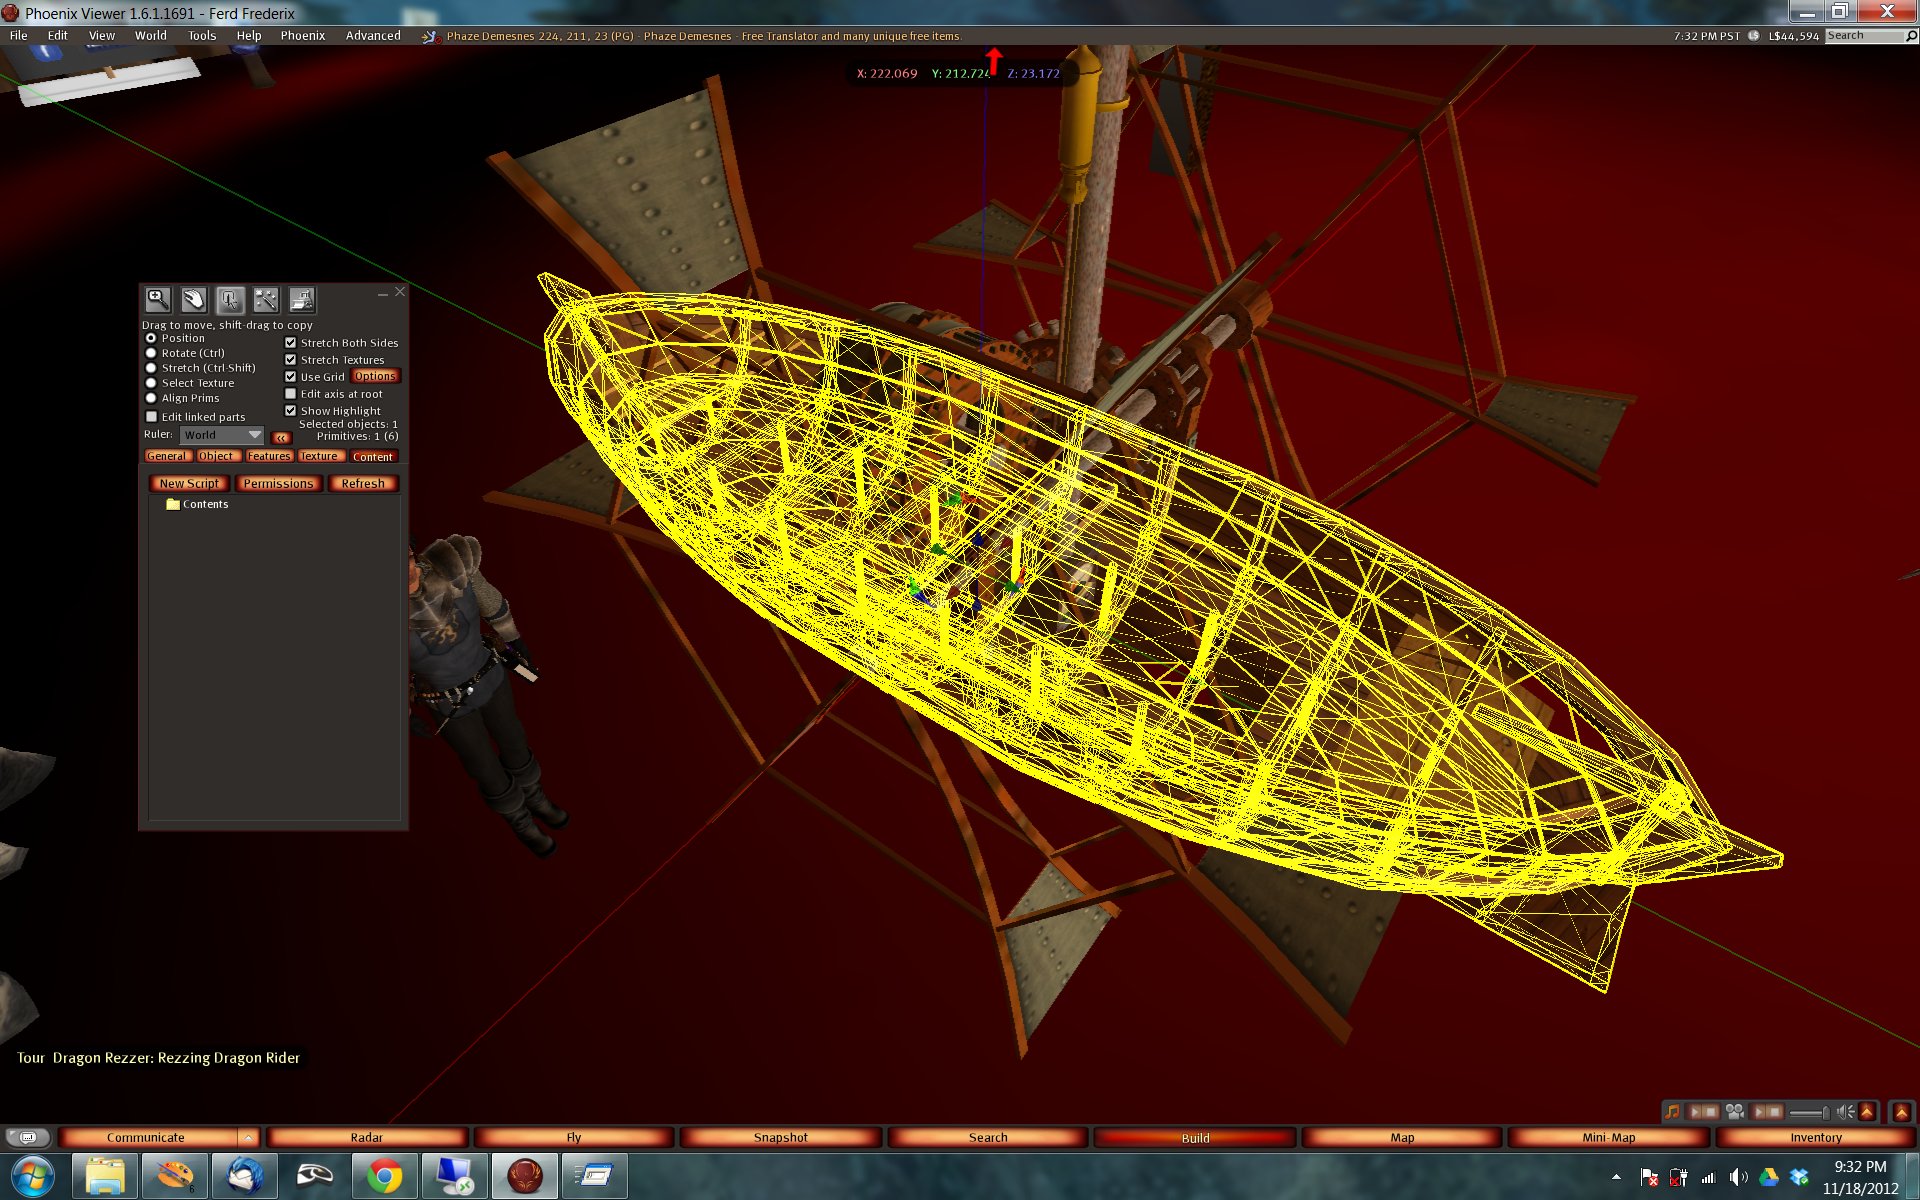 Phoenix Viewer 1.6.1.1691 - Ferd Frederix
File Edit View World Tools Help Phoenix Advanced Phaze Demesnes 224, 211, 23 (PG) - Phaze Demesnes - Free Translator and many unique free items. 7:32 PM PST L$ L$44,594 Search
X: 222.069 Y: 212.724 Z: 23.172
Drag to move, shift-drag to copy
Position
Rotate (Ctrl)
Stretch (Ctrl-Shift)
Select Texture
Align Prims
Edit linked parts
Stretch Both Sides
Stretch Textures
Use Grid Options
Edit axis at root
Show Highlight
Selected objects: 1
Primitives: 1 (6)
Ruler: World <<
General Object Features Texture Content
New Script Permissions Refresh
Contents
Tour Dragon Rezzer: Rezzing Dragon Rider
Communicate Radar Fly Snapshot Search Build Map Mini-Map Inventory
9:32 PM
11/18/2012